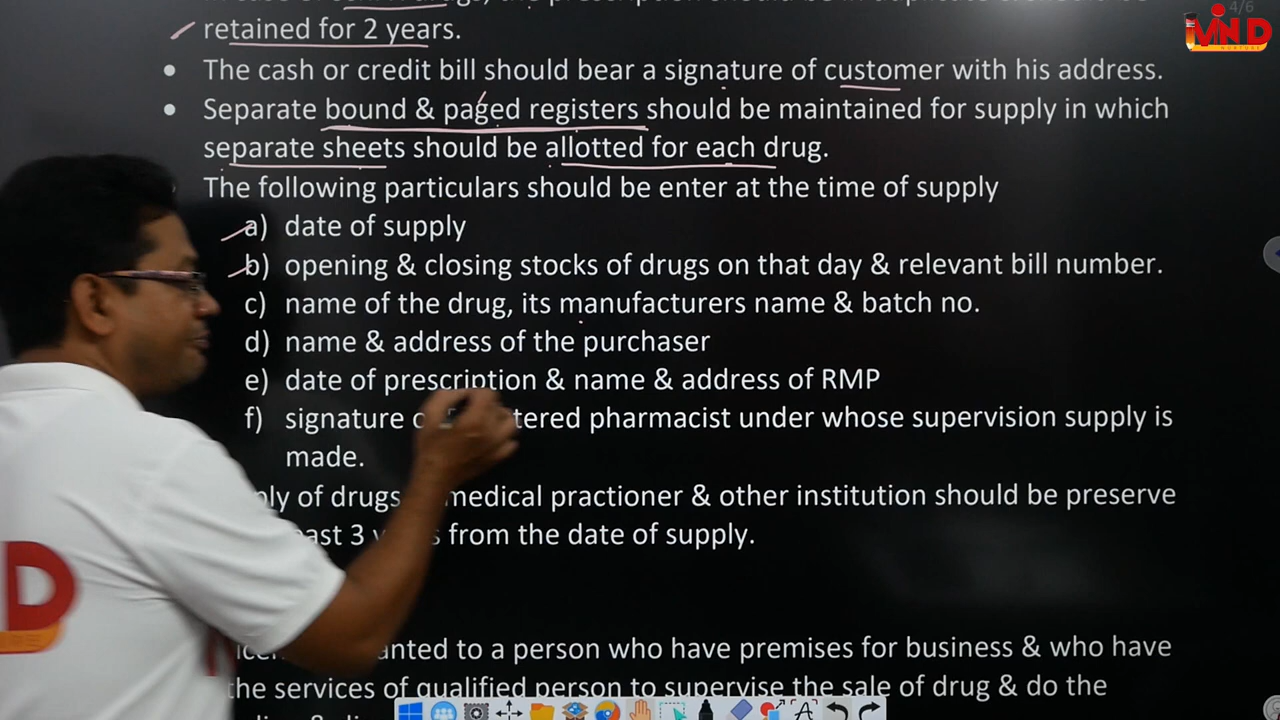 4/6
MIND
retained for 2 years.
• The cash or credit bill should bear a signature of customer with his address.
• Separate bound & paged registers should be maintained for supply in which
separate sheets should be allotted for each drug.
The following particulars should be enter at the time of supply
a) date of supply
b) opening & closing stocks of drugs on that day & relevant bill number.
c) name of the drug, its manufacturers name & batch no.
d) name & address of the purchaser
e) date of prescription & name & address of RMP
f) signature pharmacist under whose supervision supply is
made.
of drugs medical practioner & other institution should be preserve
3 from the date of supply.
to a person who have premises for business & who have
the services of qualified person to supervise the sale of drug & do the
D